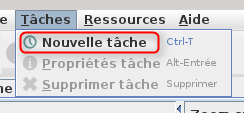 Tâches Ressources Aide
Nouvelle tâche Ctrl-T
Propriétés tâche Alt-Entrée
Supprimer tâche Supprimer